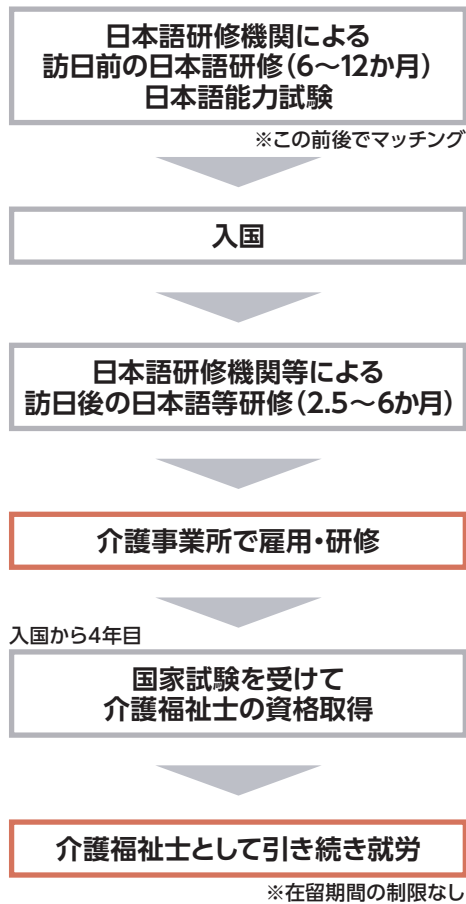 日本語研修機関による
訪日前の日本語研修(6～12か月)
日本語能力試験
※この前後でマッチング
入国
日本語研修機関等による
訪日後の日本語等研修(2.5～6か月)
介護事業所で雇用・研修
入国から4年目
国家試験を受けて
介護福祉士の資格取得
介護福祉士として引き続き就労
※在留期間の制限なし